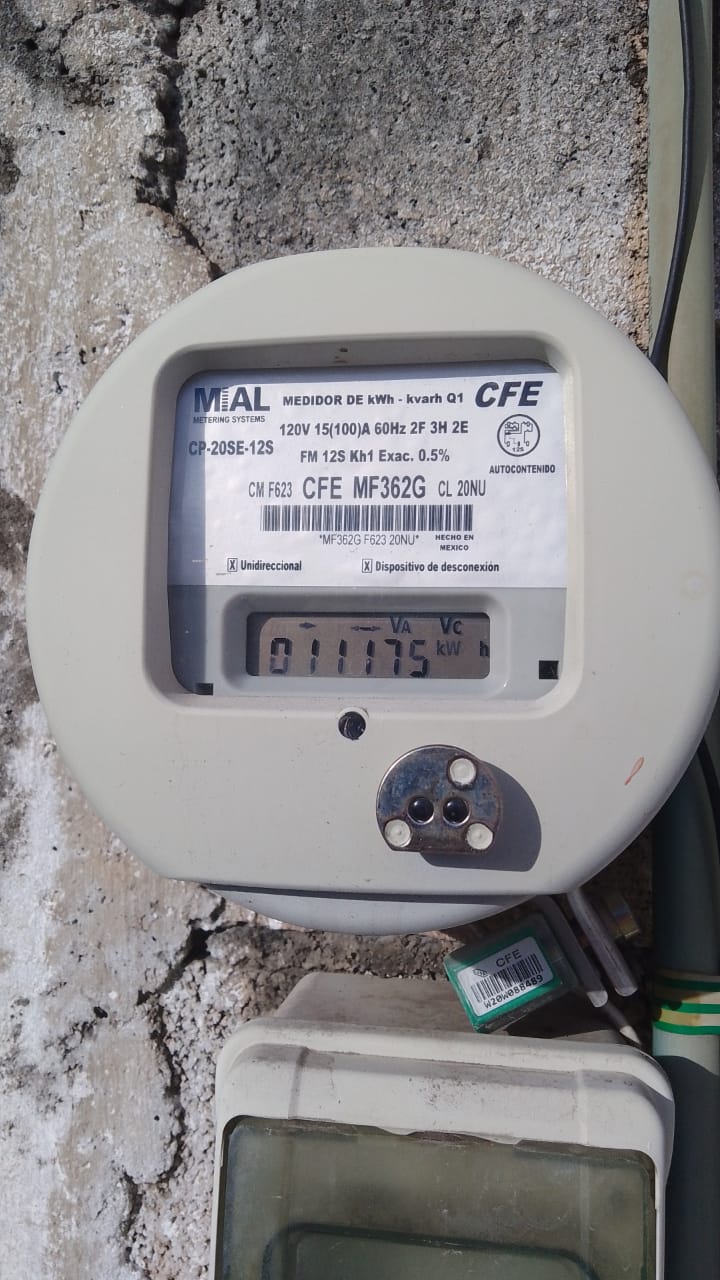 MIAL
METERING SYSTEMS
MEDIDOR DE kWh - kvarh Q1
CFE
120V 15(100)A 60Hz 2F 3H 2E
CP-20SE-12S
FM 12S Kh1 Exac. 0.5%
12S
AUTOCONTENIDO
CM F623 CFE MF362G CL 20NU
*MF362G F623 20NU*
HECHO EN
MEXICO
X Unidireccional
X Dispositivo de desconexión
VA VC
011175 kW h
CFE
W20W088489